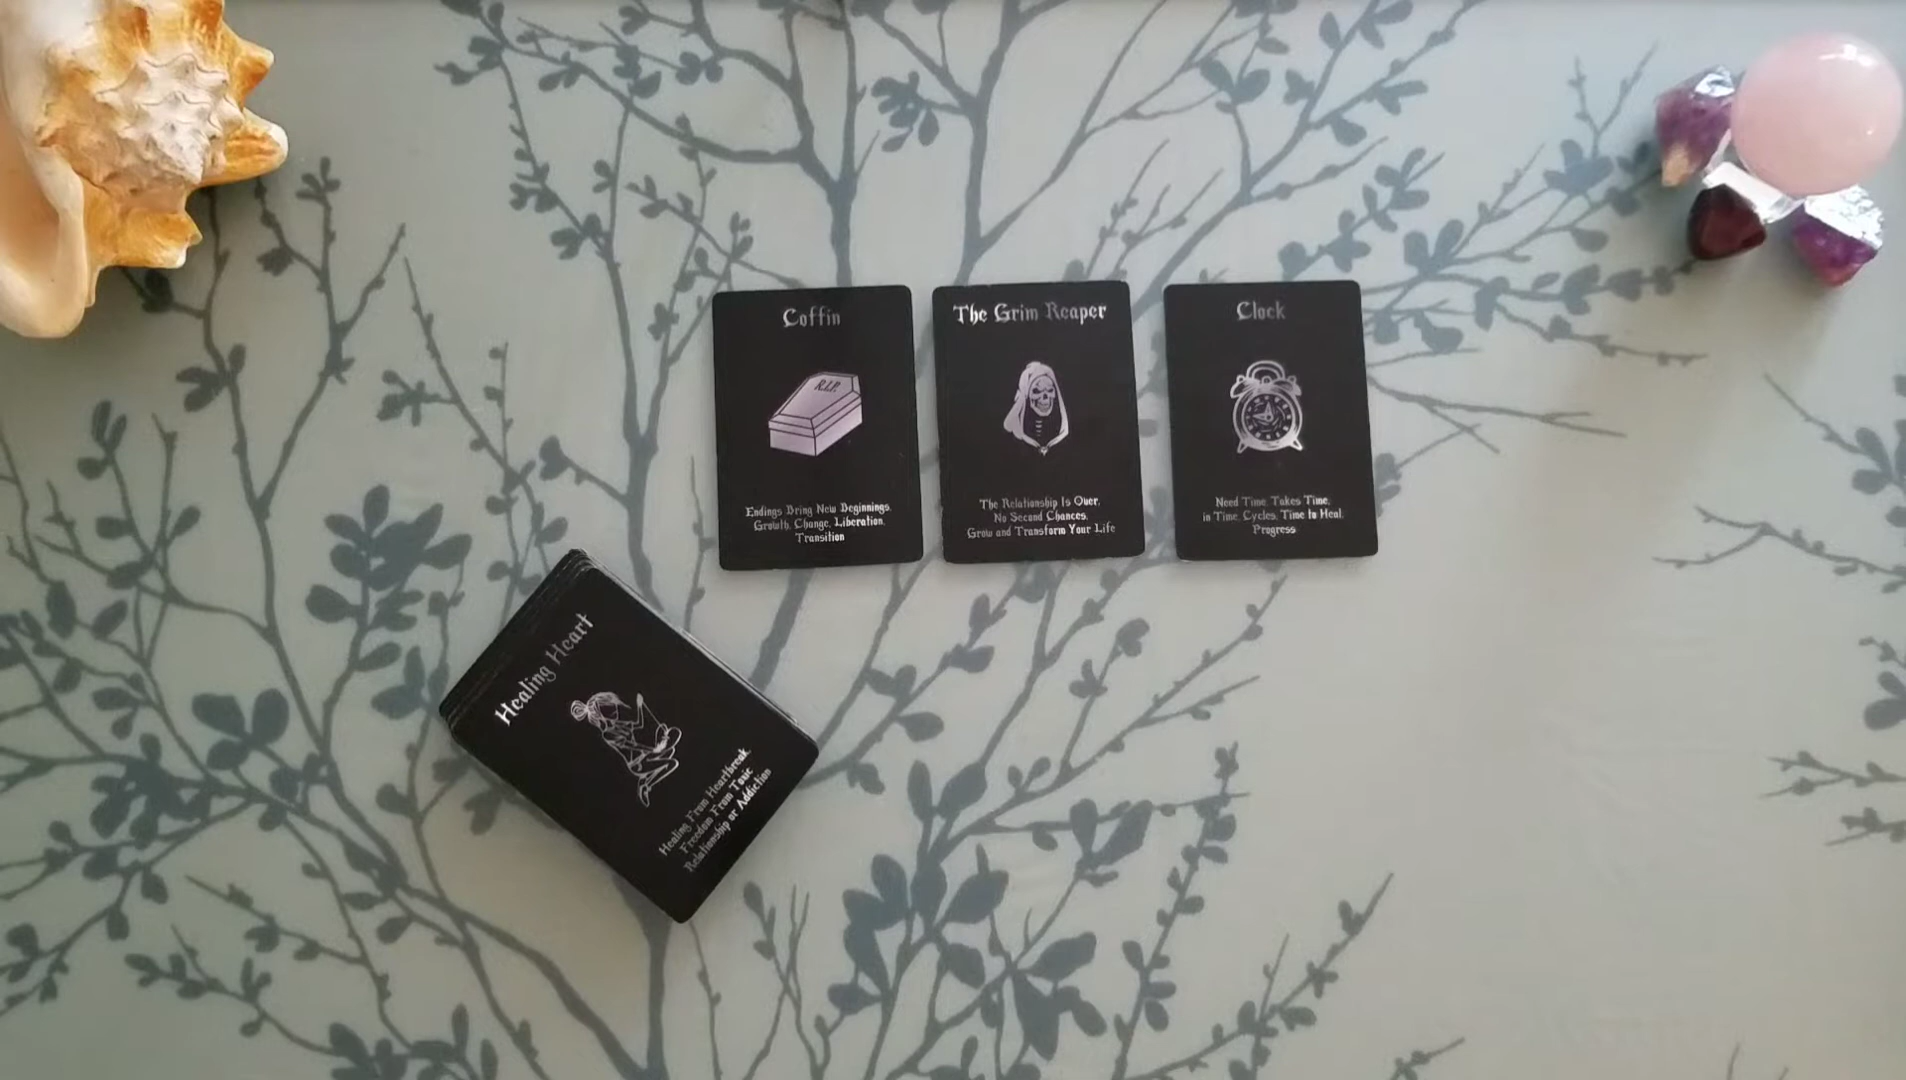 Coffin
R.I.P.
Endings Bring New Beginnings.
Growth, Change, Liberation,
Transition
The Grim Reaper
The Relationship Is Over.
No Second Chances.
Grow and Transform Your Life
Clock
Need Time, Takes Time,
in Time, Cycles, Time to Heal,
Progress
Healing Heart
Healing From Heartbreak.
Freedom From Toxic
Relationship or Addiction